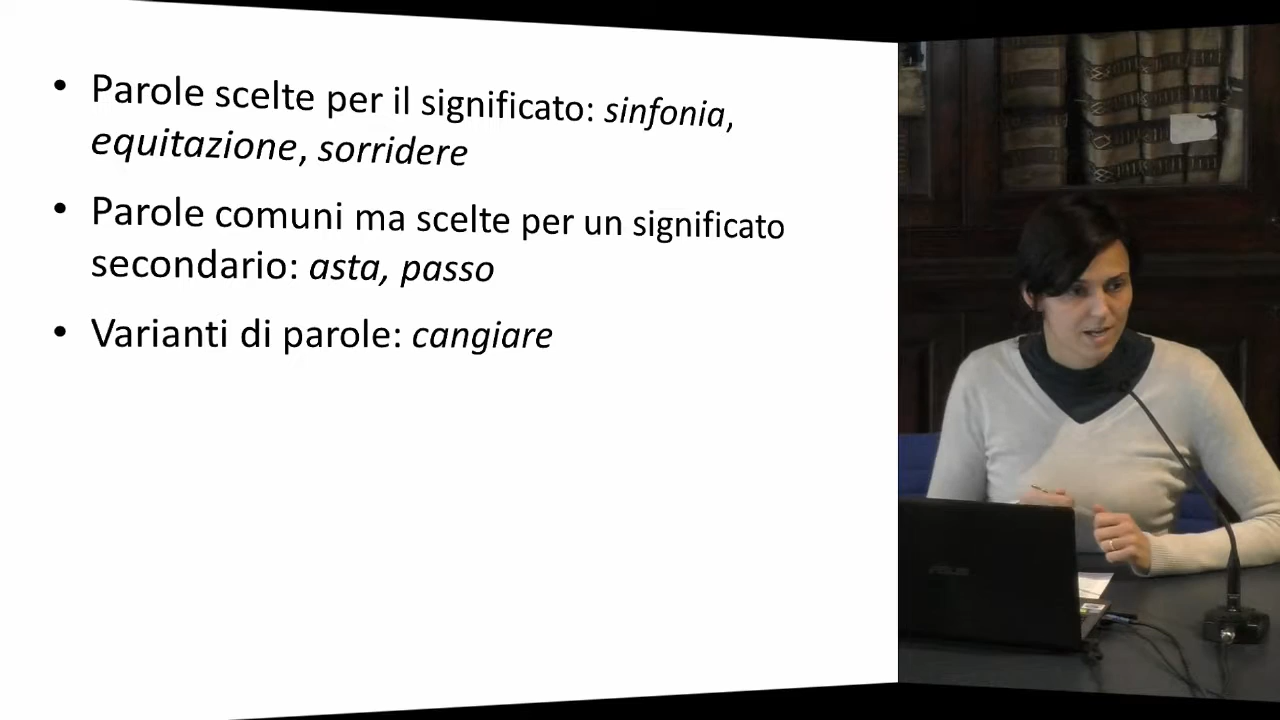 • Parole scelte per il significato: sinfonia,
equitazione, sorridere
• Parole comuni ma scelte per un significato
secondario: asta, passo
• Varianti di parole: cangiare
ASUS